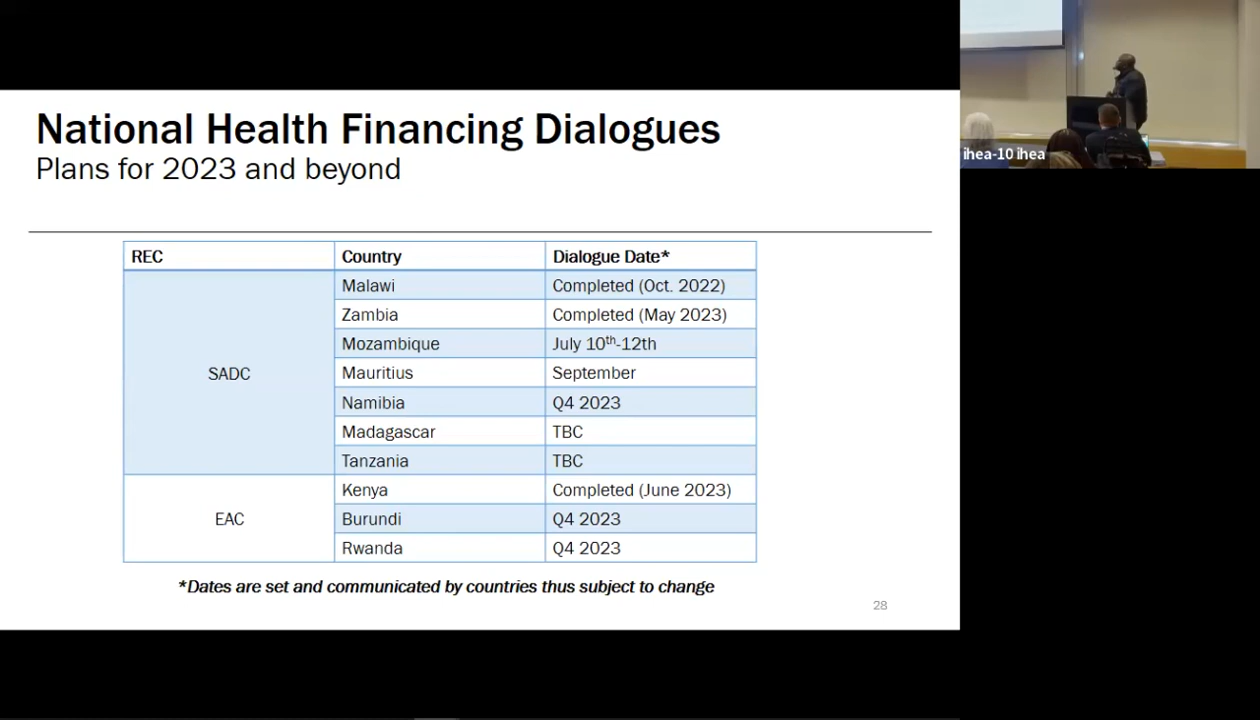 National Health Financing Dialogues
Plans for 2023 and beyond
REC Country Dialogue Date*
SADC
Malawi Completed (Oct. 2022)
Zambia Completed (May 2023)
Mozambique July 10th-12th
Mauritius September
Namibia Q4 2023
Madagascar TBC
Tanzania TBC
EAC
Kenya Completed (June 2023)
Burundi Q4 2023
Rwanda Q4 2023
*Dates are set and communicated by countries thus subject to change
28
ihea-10 ihea